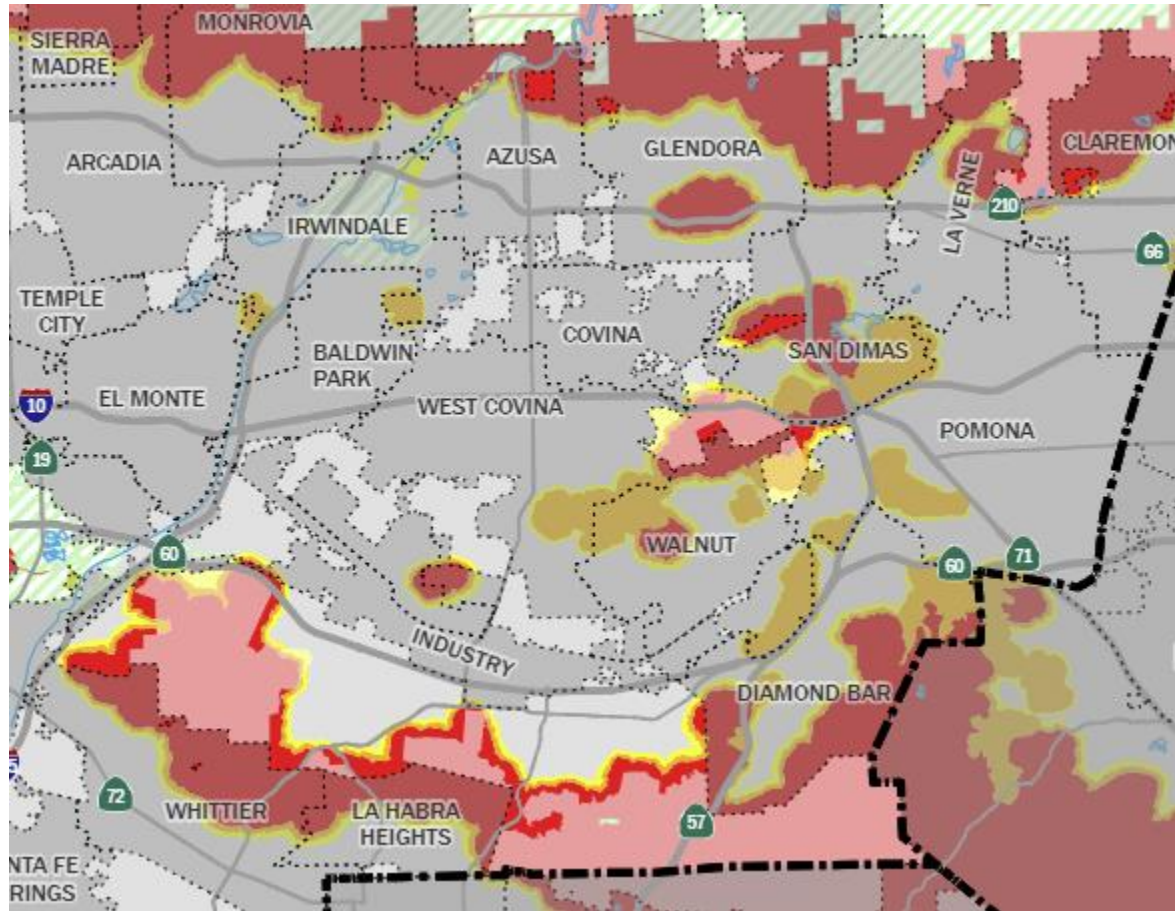 MONROVIA
SIERRA
MADRE
ARCADIA
AZUSA
GLENDORA
CLAREMON
LA VERNE
210
IRWINDALE
66
TEMPLE
CITY
COVINA
SAN DIMAS
BALDWIN
PARK
EL MONTE
10
WEST COVINA
POMONA
19
WALNUT
60
60
71
INDUSTRY
DIAMOND BAR
72
WHITTIER
LA HABRA
HEIGHTS
57
NTA FE
RINGS